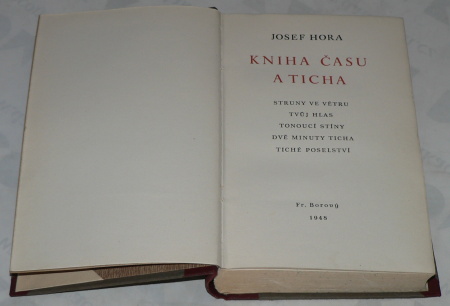 JOSEF HORA
KNIHA ČASU
A TICHA
STRUNY VE VĚTRU
TVŮJ HLAS
TONOUCÍ STÍNY
DVĚ MINUTY TICHA
TICHÉ POSELSTVÍ
Fr. Borový
1948